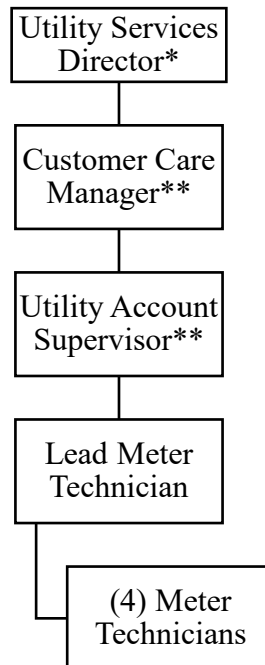 Utility Services
Director*
Customer Care
Manager**
Utility Account
Supervisor**
Lead Meter
Technician
(4) Meter
Technicians